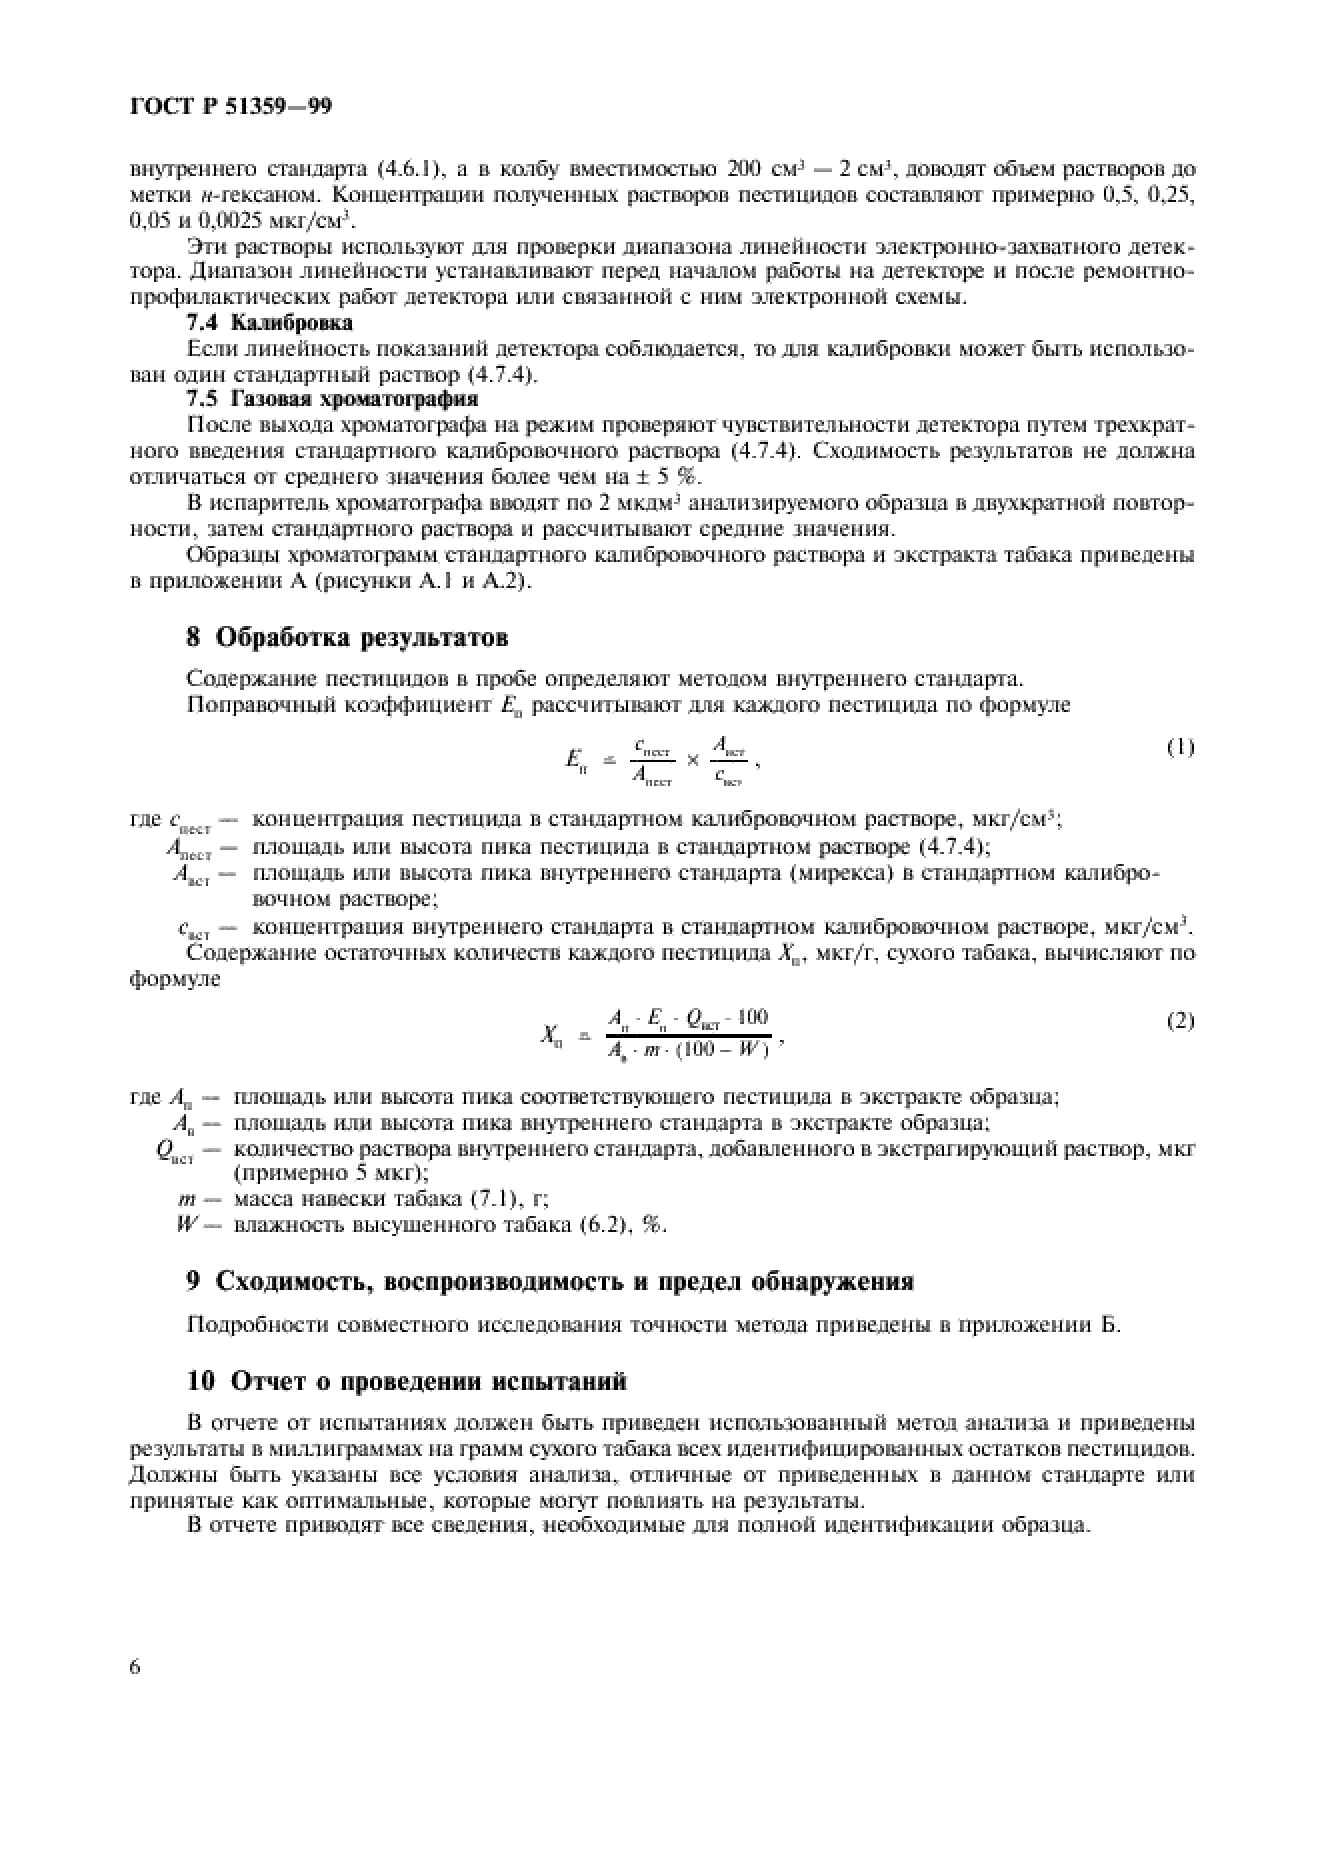 ГОСТ Р 51359—99
внутреннего стандарта (4.6.1), а в колбу вместимостью 200 см³ — 2 см³, доводят объем растворов до
метки н-гексаном. Концентрации полученных растворов пестицидов составляют примерно 0,5, 0,25,
0,05 и 0,0025 мкг/см³.
Эти растворы используют для проверки диапазона линейности электронно-захватного детек-
тора. Диапазон линейности устанавливают перед началом работы на детекторе и после ремонтно-
профилактических работ детектора или связанной с ним электронной схемы.
7.4 Калибровка
Если линейность показаний детектора соблюдается, то для калибровки может быть использо-
ван один стандартный раствор (4.7.4).
7.5 Газовая хроматография
После выхода хроматографа на режим проверяют чувствительности детектора путем трехкрат-
ного введения стандартного калибровочного раствора (4.7.4). Сходимость результатов не должна
отличаться от среднего значения более чем на ± 5 %.
В испаритель хроматографа вводят по 2 мкдм³ анализируемого образца в двухкратной повтор-
ности, затем стандартного раствора и рассчитывают средние значения.
Образцы хроматограмм стандартного калибровочного раствора и экстракта табака приведены
в приложении А (рисунки А.1 и А.2).
8 Обработка результатов
Содержание пестицидов в пробе определяют методом внутреннего стандарта.
Поправочный коэффициент Eп рассчитывают для каждого пестицида по формуле
Eп = cпест / Aпест × Aвст / cвст , (1)
где cпест — концентрация пестицида в стандартном калибровочном растворе, мкг/см³;
Aпест — площадь или высота пика пестицида в стандартном растворе (4.7.4);
Aвст — площадь или высота пика внутреннего стандарта (мирекса) в стандартном калибро-
вочном растворе;
cвст — концентрация внутреннего стандарта в стандартном калибровочном растворе, мкг/см³.
Содержание остаточных количеств каждого пестицида Xп, мкг/г, сухого табака, вычисляют по
формуле
Xп = Aп · Eп · Qвст · 100 / Aв · m · (100 – W) , (2)
где Aп — площадь или высота пика соответствующего пестицида в экстракте образца;
Aв — площадь или высота пика внутреннего стандарта в экстракте образца;
Qвст — количество раствора внутреннего стандарта, добавленного в экстрагирующий раствор, мкг
(примерно 5 мкг);
m — масса навески табака (7.1), г;
W — влажность высушенного табака (6.2), %.
9 Сходимость, воспроизводимость и предел обнаружения
Подробности совместного исследования точности метода приведены в приложении Б.
10 Отчет о проведении испытаний
В отчете от испытаниях должен быть приведен использованный метод анализа и приведены
результаты в миллиграммах на грамм сухого табака всех идентифицированных остатков пестицидов.
Должны быть указаны все условия анализа, отличные от приведенных в данном стандарте или
принятые как оптимальные, которые могут повлиять на результаты.
В отчете приводят все сведения, необходимые для полной идентификации образца.
6